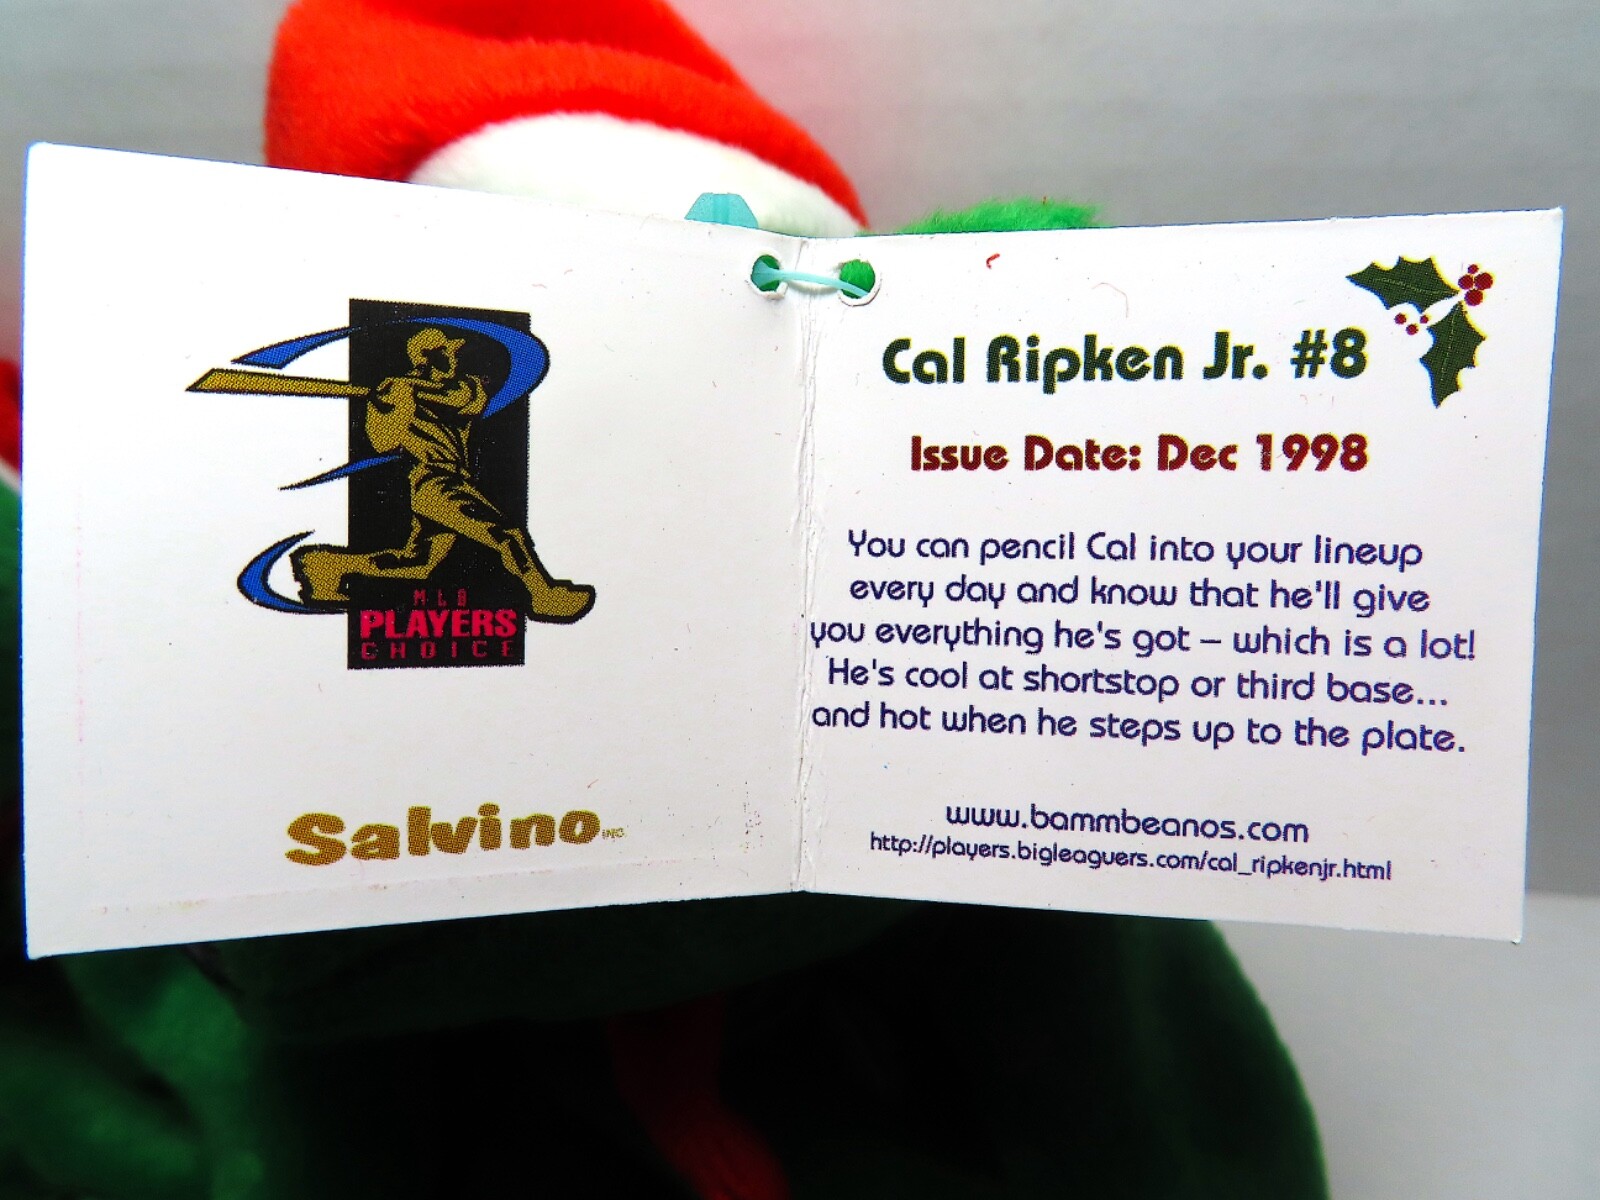 MLB
PLAYERS
CHOICE
Salvino INC.
Cal Ripken Jr. #8
Issue Date: Dec 1998
You can pencil Cal into your lineup
every day and know that he'll give
you everything he's got – which is a lot!
He's cool at shortstop or third base...
and hot when he steps up to the plate.
www.bammbeanos.com
http://players.bigleaguers.com/cal_ripkenjr.html